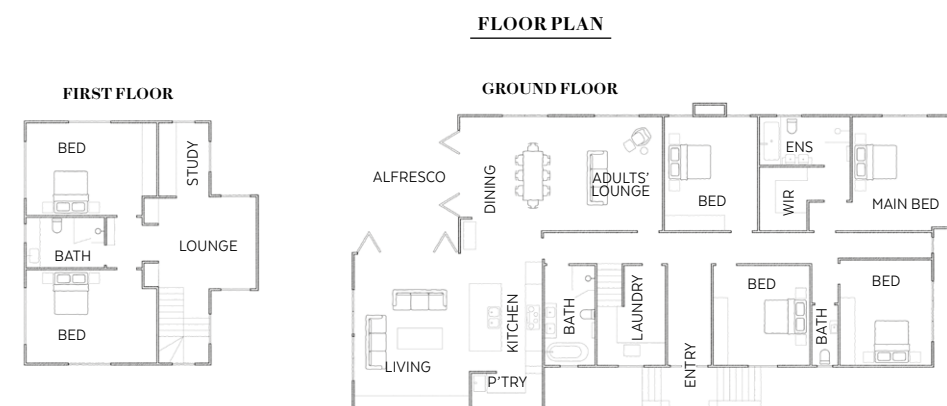 FLOOR PLAN
FIRST FLOOR
BED
STUDY
LOUNGE
BATH
BED
GROUND FLOOR
ALFRESCO
DINING
ADULTS'
LOUNGE
BED
ENS
WIR
MAIN BED
LIVING
KITCHEN
P'TRY
BATH
LAUNDRY
ENTRY
BED
BATH
BED